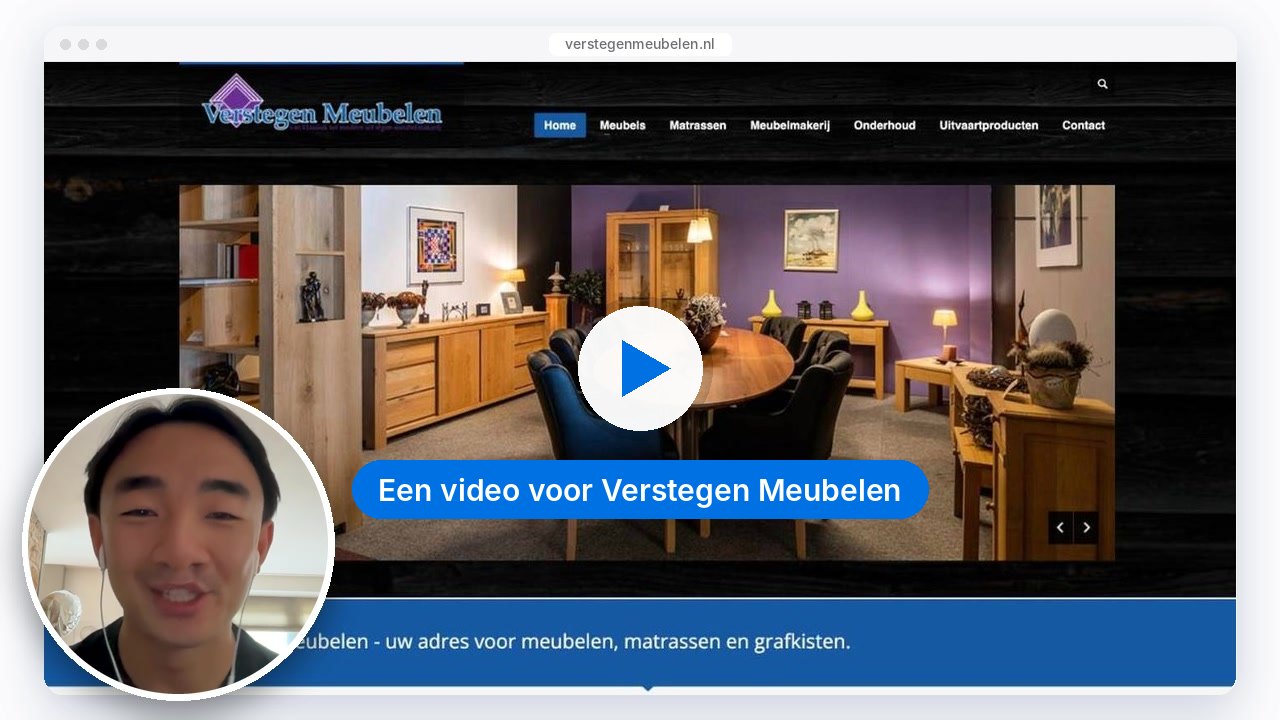 verstegenmeubelen.nl
Verstegen Meubelen
Home Meubels Matrassen Meubelmakerij Onderhoud Uitvaartproducten Contact
Een video voor Verstegen Meubelen
eubelen - uw adres voor meubelen, matrassen en grafkisten.